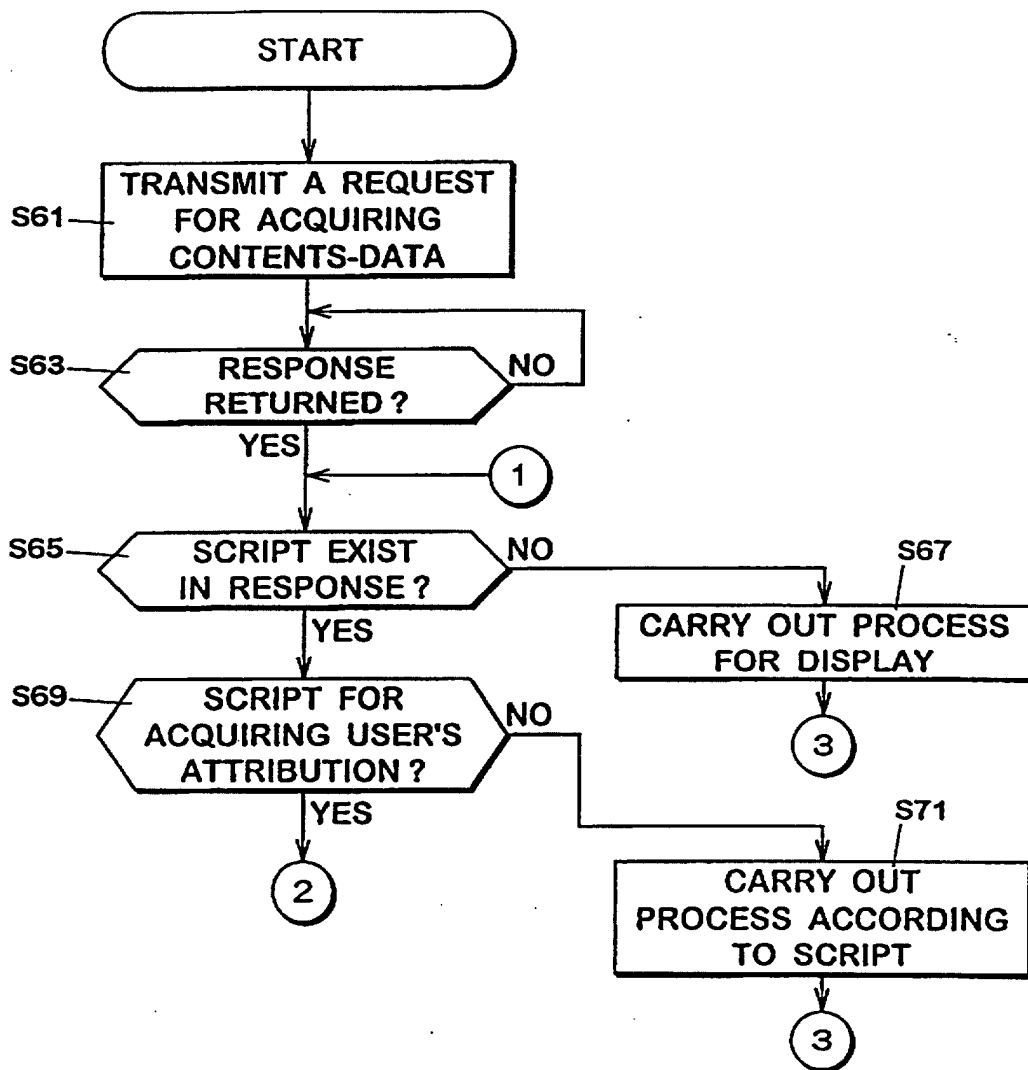 START
S61
TRANSMIT A REQUEST
FOR ACQUIRING
CONTENTS-DATA
S63
RESPONSE
RETURNED ?
NO
YES
1
S65
SCRIPT EXIST
IN RESPONSE ?
NO
YES
S67
CARRY OUT PROCESS
FOR DISPLAY
3
S69
SCRIPT FOR
ACQUIRING USER'S
ATTRIBUTION ?
NO
YES
2
S71
CARRY OUT
PROCESS ACCORDING
TO SCRIPT
3